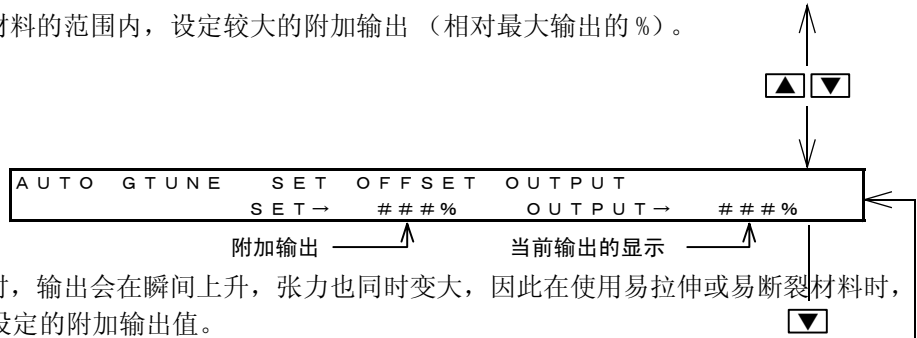 材料的范围内，设定较大的附加输出 （相对最大输出的 %）。
▲ ▼
AUTO GTUNE SET OFFSET OUTPUT
SET→ ###% OUTPUT→ ###%
附加输出 当前输出的显示
时，输出会在瞬间上升，张力也同时变大，因此在使用易拉伸或易断裂材料时，
设定的附加输出值。
▼